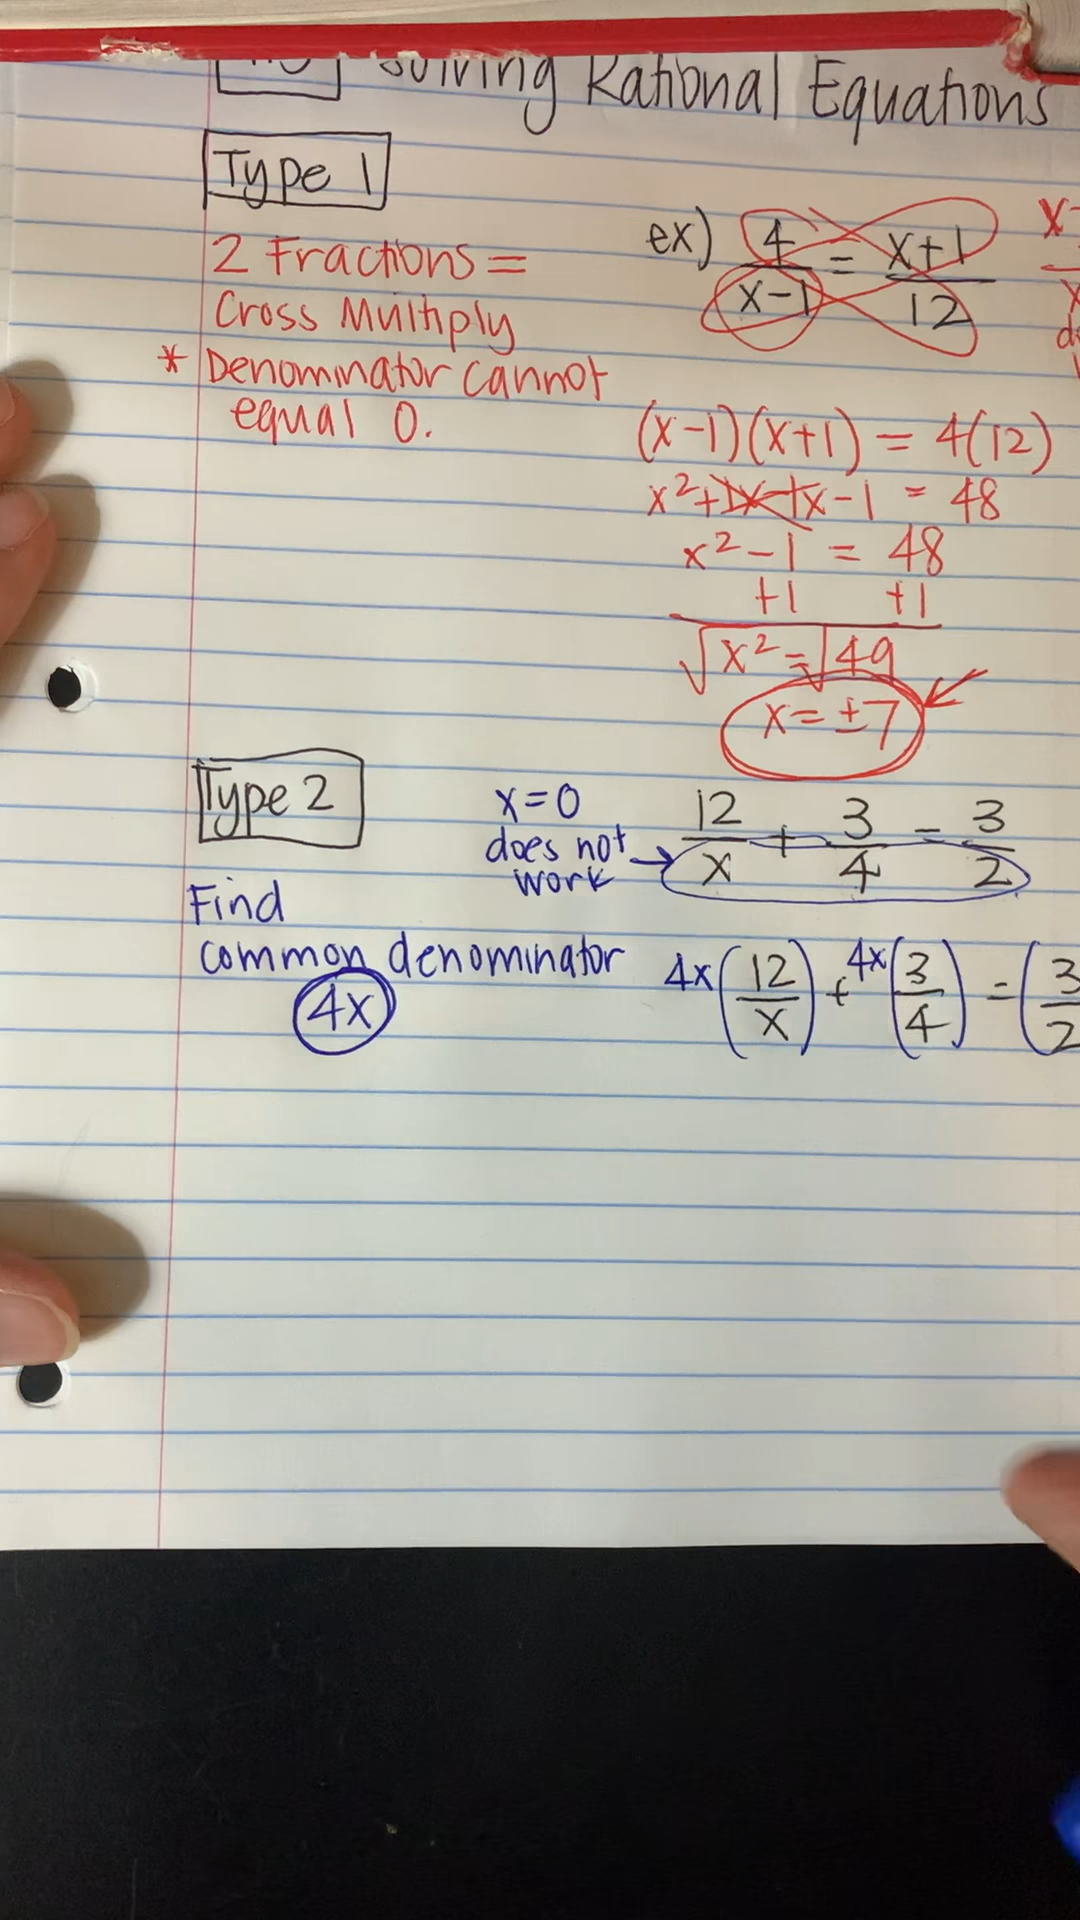 Solving Rational Equations
Type 1
2 Fractions =
Cross Multiply
* Denominator cannot
equal 0.
ex) 4/(x-1) = (x+1)/12
(x-1)(x+1) = 4(12)
x²+1x-1x-1 = 48
x²-1 = 48
+1 +1
√x² = √49
x = ±7
Type 2
x=0
does not
work
12/x + 3/4 = 3/2
Find
common denominator
4x
4x(12/x) + 4x(3/4) = (3/2